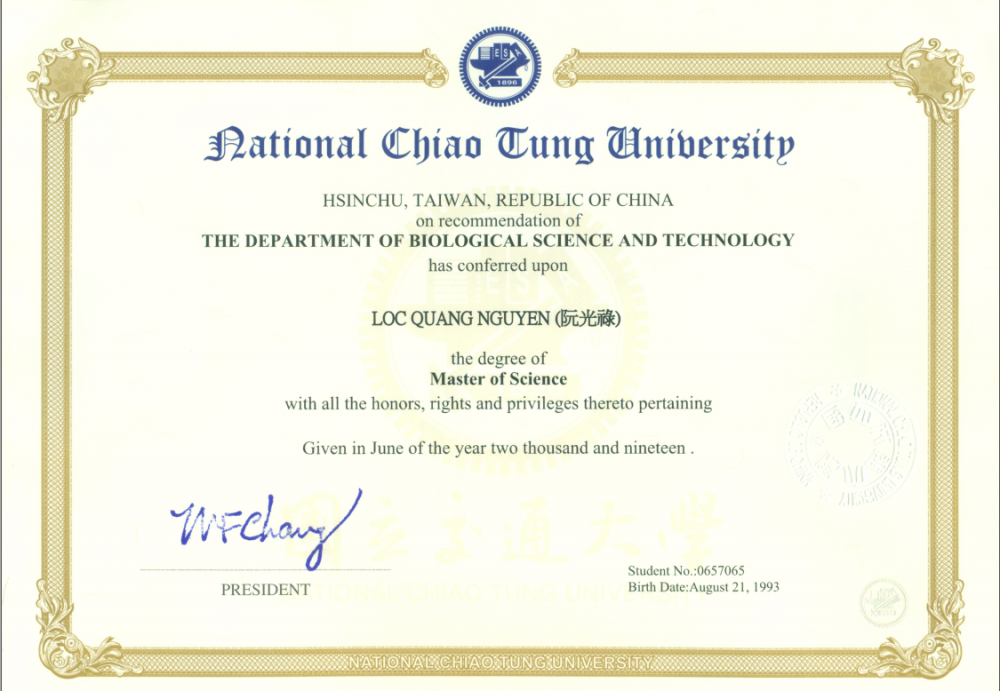 E S A
1896
National Chiao Tung University
HSINCHU, TAIWAN, REPUBLIC OF CHINA
on recommendation of
THE DEPARTMENT OF BIOLOGICAL SCIENCE AND TECHNOLOGY
has conferred upon
LOC QUANG NGUYEN (阮光祿)
the degree of
Master of Science
with all the honors, rights and privileges thereto pertaining
Given in June of the year two thousand and nineteen .
國立交通大學
MFChang
PRESIDENT
NATIONAL CHIAO TUNG UNIVERSITY
Student No.:0657065
Birth Date:August 21, 1993
NATIONAL CHIAO TUNG UNIVERSITY